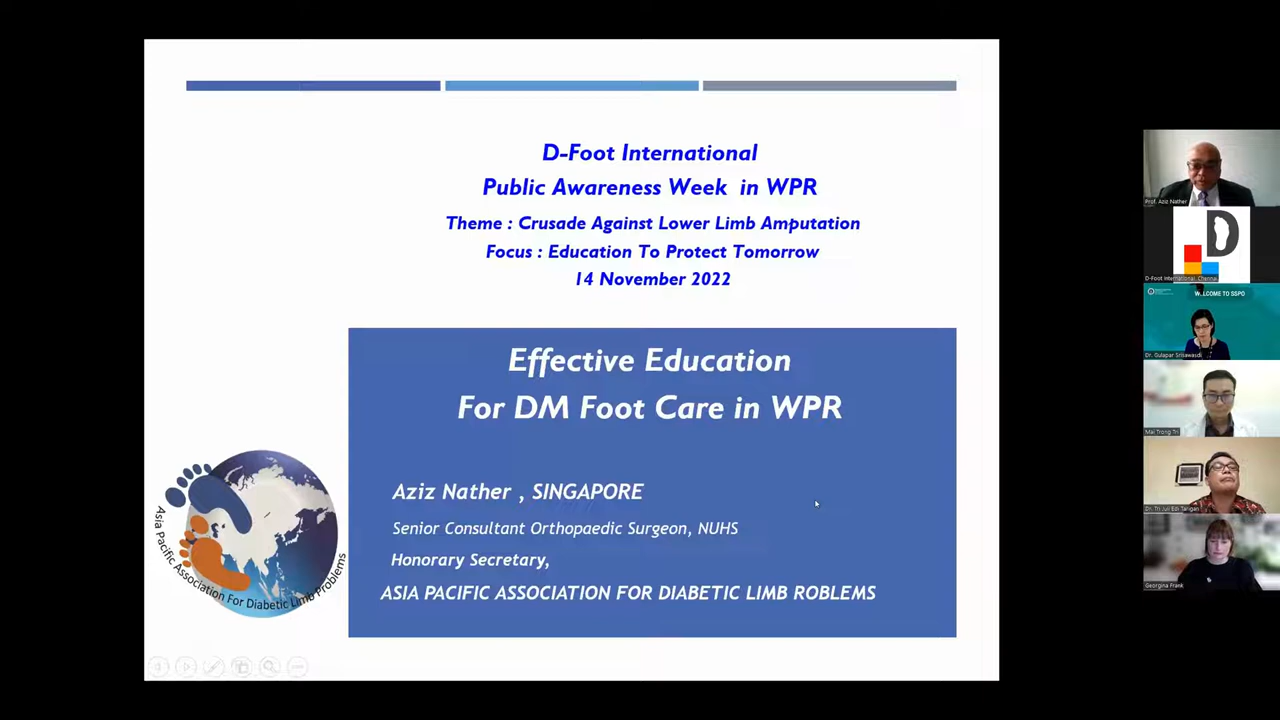 D-Foot International
Public Awareness Week in WPR
Theme : Crusade Against Lower Limb Amputation
Focus : Education To Protect Tomorrow
14 November 2022
Effective Education
For DM Foot Care in WPR
Aziz Nather , SINGAPORE
Senior Consultant Orthopaedic Surgeon, NUHS
Honorary Secretary,
ASIA PACIFIC ASSOCIATION FOR DIABETIC LIMB ROBLEMS
Asia Pacific Association For Diabetic Limb Problems
Prof. Aziz Nather
D
D-Foot International, Chennai
WELCOME TO SSPO
Dr. Gulapar Srisawasdi
Mai Trong Tri
Dr. Tri Juli Edi Tarigan
Georgina Frank